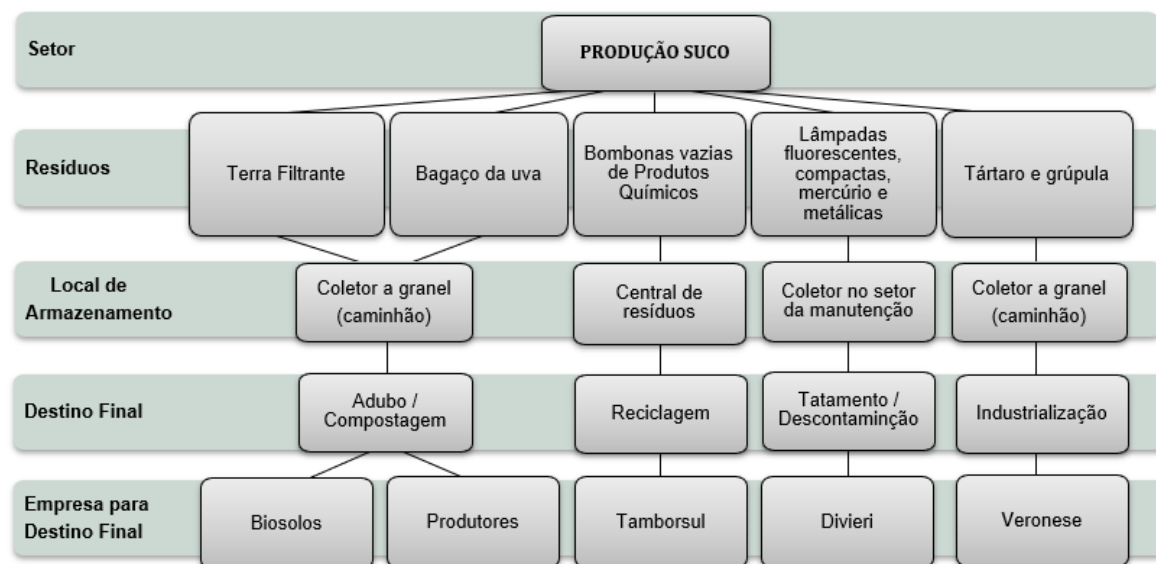 Setor
PRODUÇÃO SUCO
Resíduos
Terra Filtrante
Bagaço da uva
Bombonas vazias
de Produtos
Químicos
Lâmpadas
fluorescentes,
compactas,
mercúrio e
metálicas
Tártaro e grúpula
Local de
Armazenamento
Coletor a granel
(caminhão)
Central de
resíduos
Coletor no setor
da manutenção
Coletor a granel
(caminhão)
Destino Final
Adubo /
Compostagem
Reciclagem
Tatamento /
Descontaminção
Industrialização
Empresa para
Destino Final
Biosolos
Produtores
Tamborsul
Divieri
Veronese